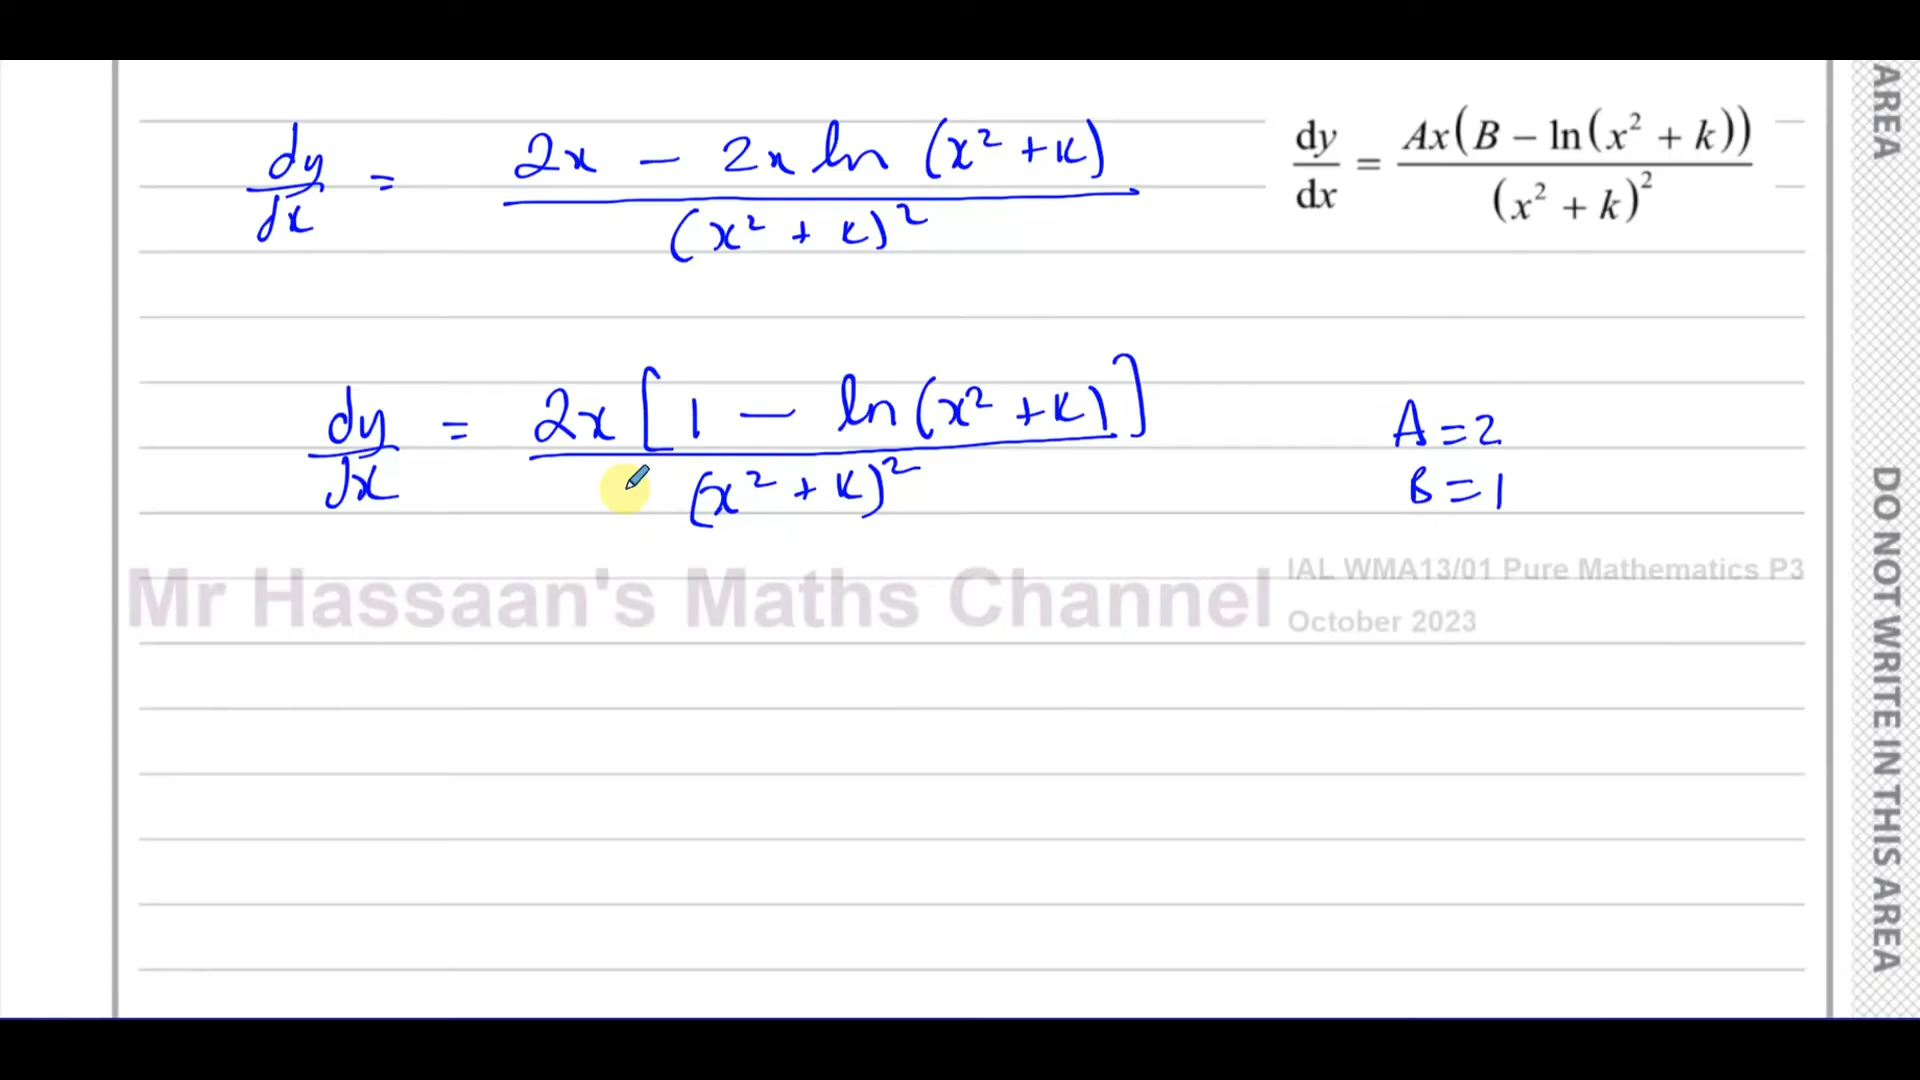 dy/dx = (2x - 2x ln (x² + k)) / (x² + k)²
dy/dx = Ax(B − ln(x² + k)) / (x² + k)²
dy/dx = 2x [1 - ln (x² + k)] / (x² + k)²
A = 2
B = 1
Mr Hassaan's Maths Channel
IAL WMA13/01 Pure Mathematics P3
October 2023
AREA
DO NOT WRITE IN THIS AREA